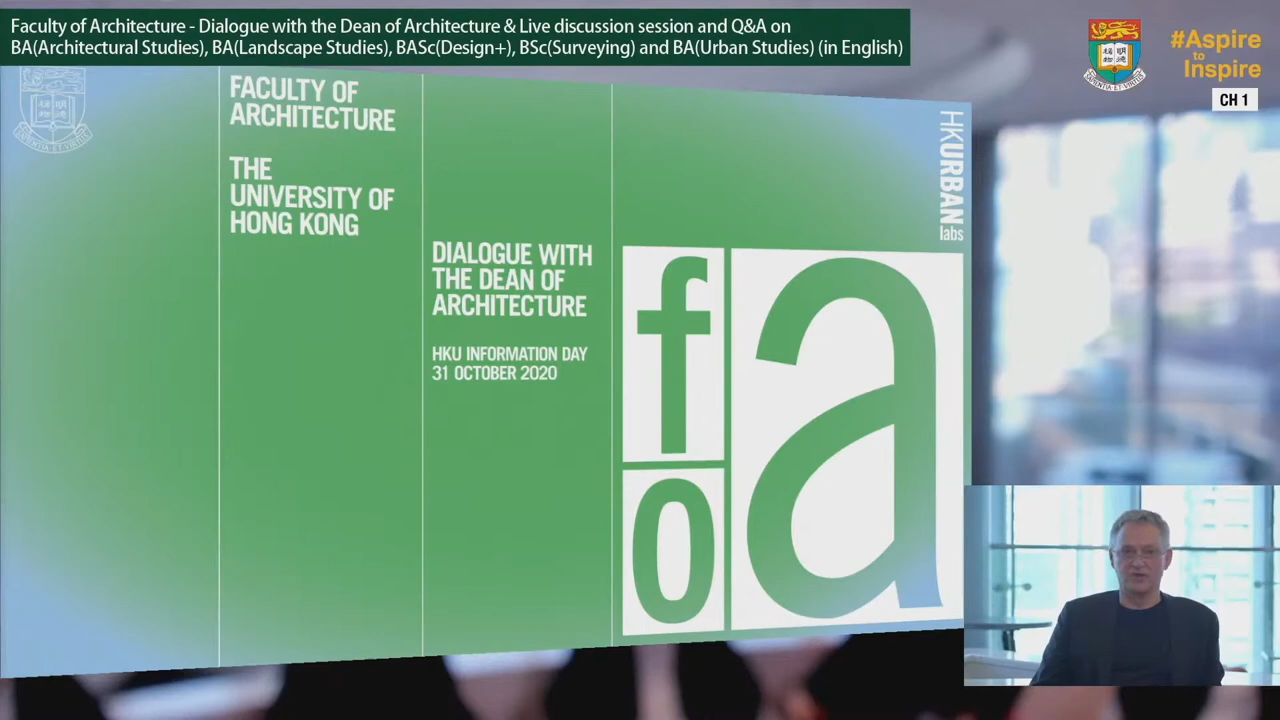 Faculty of Architecture - Dialogue with the Dean of Architecture & Live discussion session and Q&A on
BA(Architectural Studies), BA(Landscape Studies), BASc(Design+), BSc(Surveying) and BA(Urban Studies) (in English)
#Aspire
to
Inspire
CH 1
SAPIENTIA ET VIRTUS
FACULTY OF
ARCHITECTURE
THE
UNIVERSITY OF
HONG KONG
DIALOGUE WITH
THE DEAN OF
ARCHITECTURE
HKU INFORMATION DAY
31 OCTOBER 2020
HKURBAN
labs
f
o
a